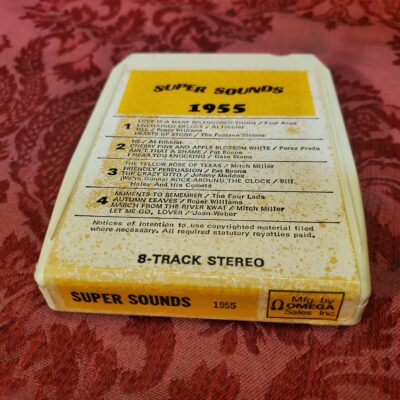 SUPER SOUNDS
1955
1 LOVE IS A MANY SPLENDORED THING / Four Aces
UNCHAINED MELODY / Al Hibbler
TILL / Roger Williams
HEARTS OF STONE / The Fontane Sisters
2 HE / Al Hibbler
CHERRY PINK AND APPLE BLOSSOM WHITE / Perez Prado
AIN'T THAT A SHAME / Pat Boone
I HEAR YOU KNOCKING / Gale Storm
3 THE YELLOW ROSE OF TEXAS / Mitch Miller
FRIENDLY PERSUASION / Pat Boone
THE CRAZY OTTO / Johnny Maddox
(We're Gonna) ROCK AROUND THE CLOCK / Bill
Haley And His Comets
4 MOMENTS TO REMEMBER / The Four Lads
AUTUMN LEAVES / Roger Williams
MARCH FROM THE RIVER KWAI / Mitch Miller
LET ME GO, LOVER / Joan Weber
Notices of Intention to use copyrighted material filed
where necessary. All required statutory royalties paid.
8-TRACK STEREO
SUPER SOUNDS 1955
Mfg. by
Ω OMEGA
Sales Inc.